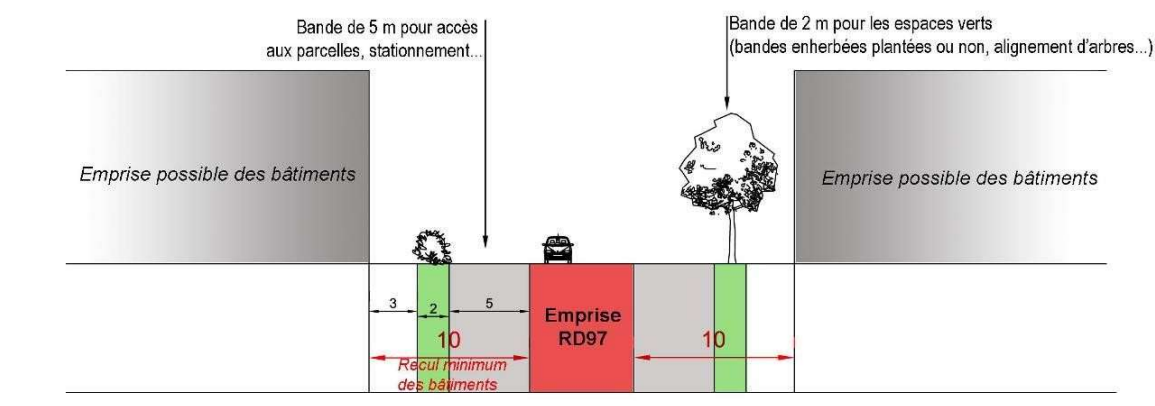 Bande de 5 m pour accès
aux parcelles, stationnement...
Bande de 2 m pour les espaces verts
(bandes enherbées plantées ou non, alignement d'arbres...)
Emprise possible des bâtiments
Emprise possible des bâtiments
3
2
5
Emprise
RD97
10
10
Recul minimum
des bâtiments